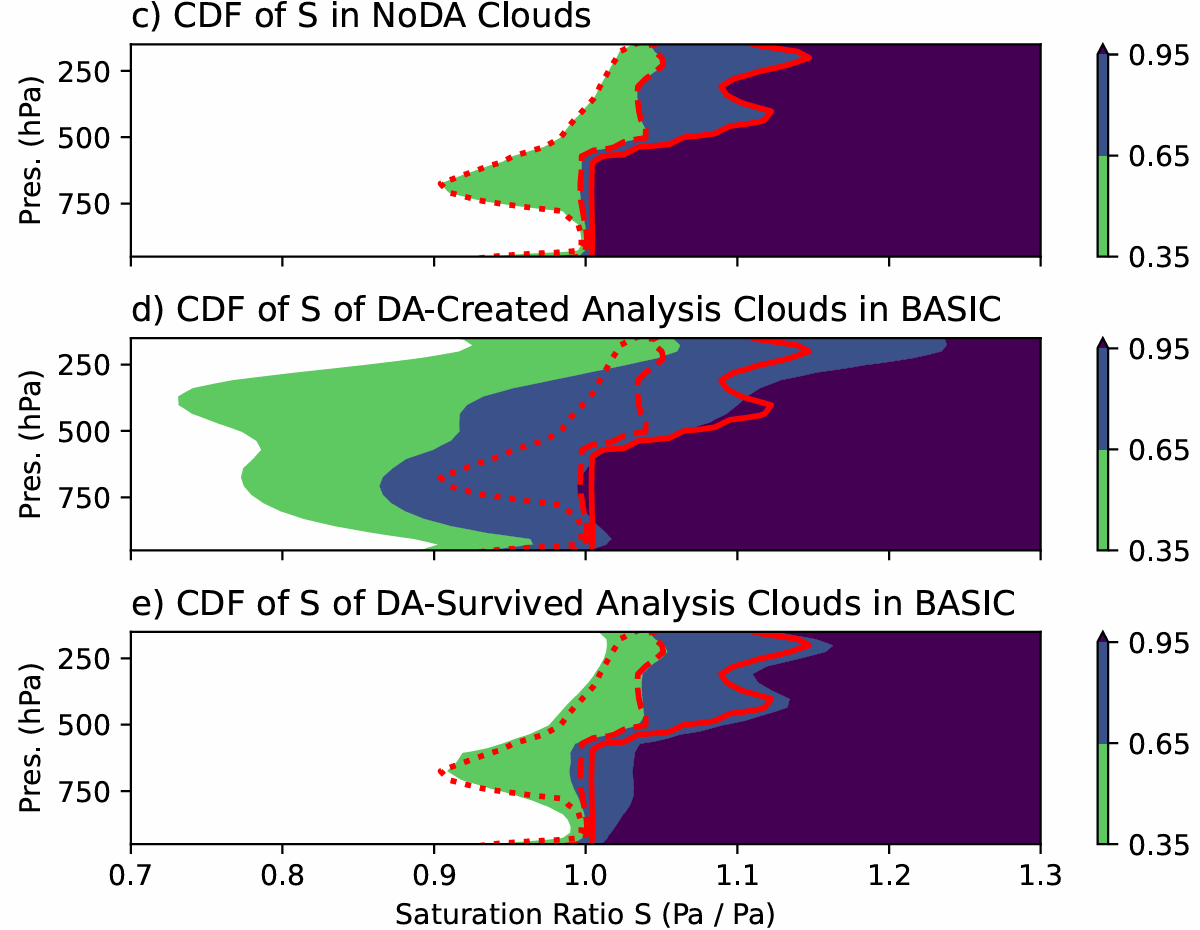 c) CDF of S in NoDA Clouds
Pres. (hPa)
250
500
750
0.95
0.65
0.35
d) CDF of S of DA-Created Analysis Clouds in BASIC
Pres. (hPa)
250
500
750
0.95
0.65
0.35
e) CDF of S of DA-Survived Analysis Clouds in BASIC
Pres. (hPa)
250
500
750
0.95
0.65
0.35
0.7 0.8 0.9 1.0 1.1 1.2 1.3
Saturation Ratio S (Pa / Pa)